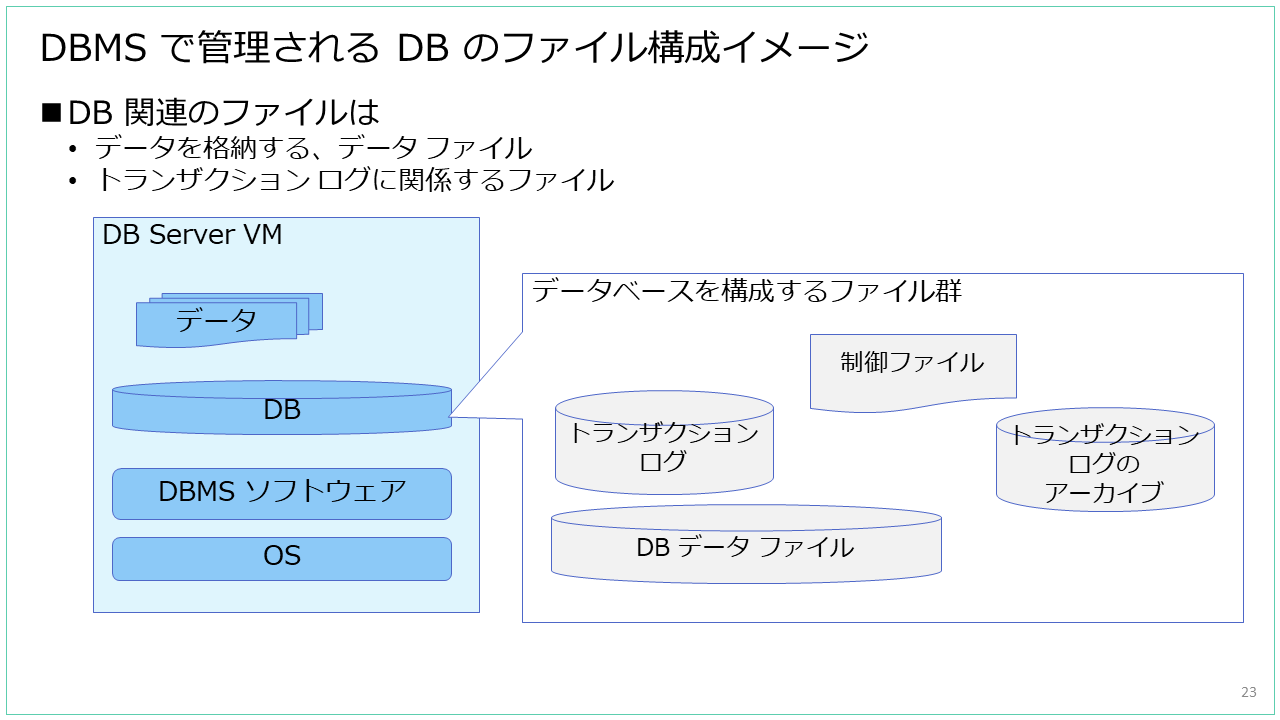 DBMS で管理される DB のファイル構成イメージ
■DB 関連のファイルは
• データを格納する、データ ファイル
• トランザクション ログに関係するファイル
DB Server VM
データ
DB
DBMS ソフトウェア
OS
データベースを構成するファイル群
制御ファイル
トランザクション
ログ
トランザクション
ログの
アーカイブ
DB データ ファイル
23